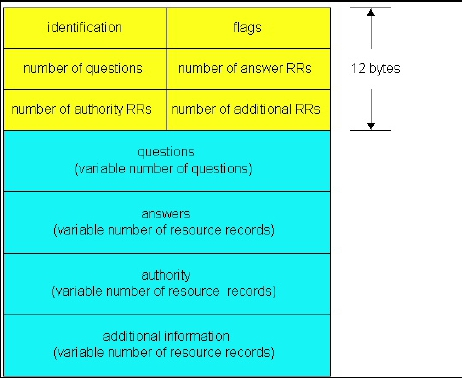 identification flags
number of questions number of answer RRs 12 bytes
number of authority RRs number of additional RRs
questions
(variable number of questions)
answers
(variable number of resource records)
authority
(variable number of resource records)
additional information
(variable number of resource records)